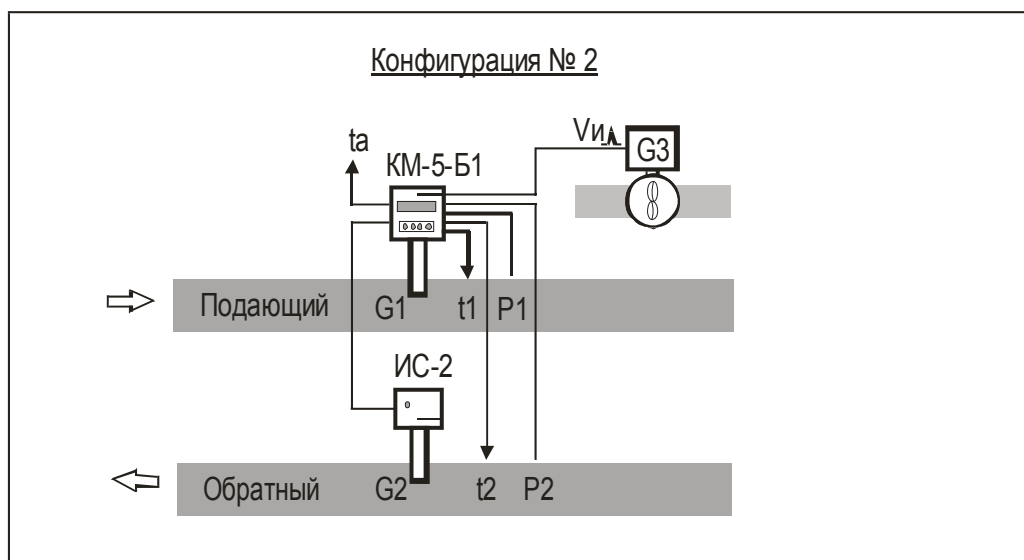 Конфигурация № 2
Vи
G3
ta
КМ-5-Б1
Подающий G1 t1 P1
ИС-2
Обратный G2 t2 P2